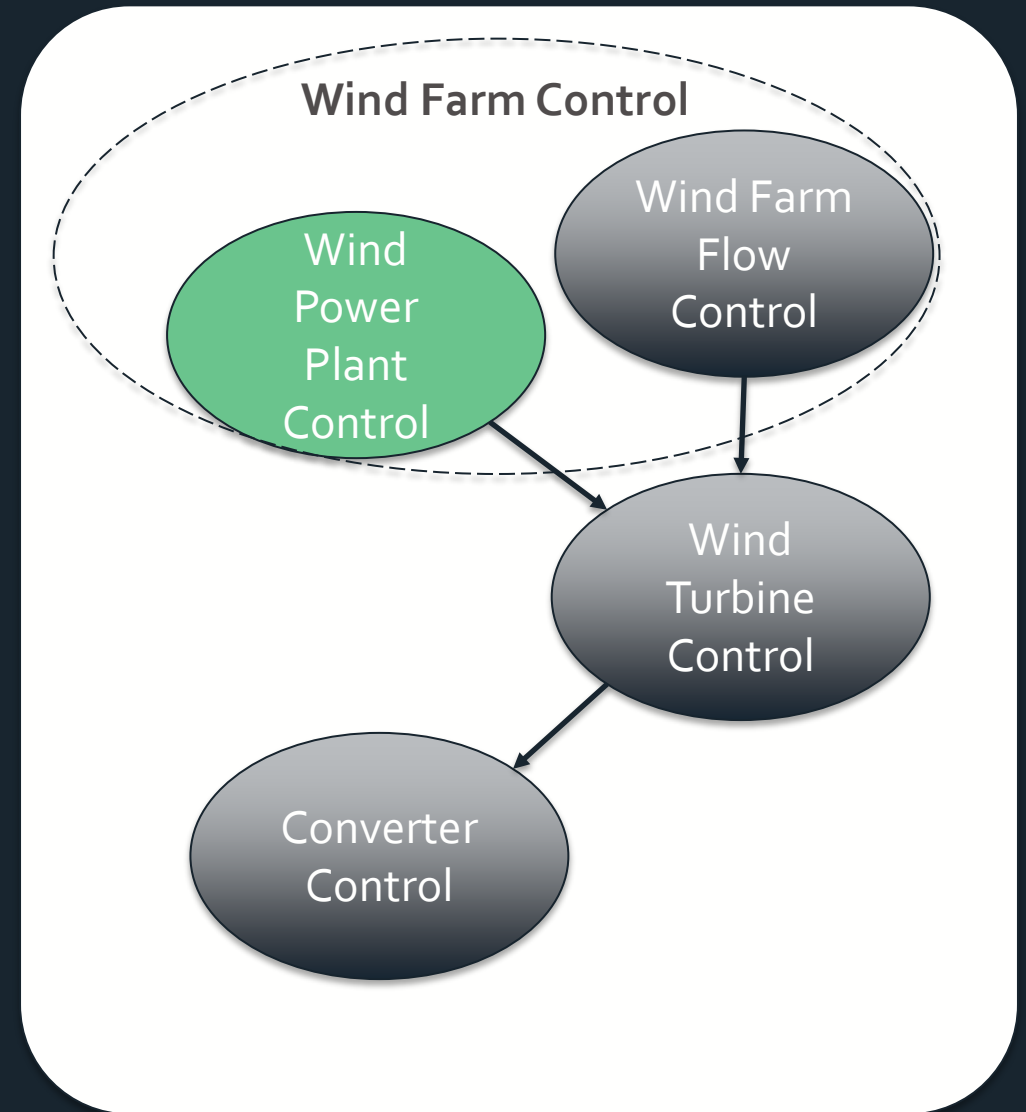 Wind Farm Control
Wind Farm
Flow
Control
Wind
Power
Plant
Control
Wind
Turbine
Control
Converter
Control